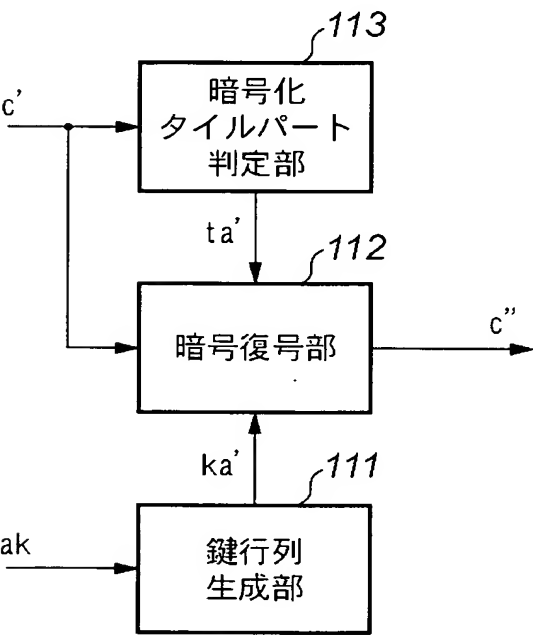 113
暗号化
タイルパート
判定部
c'
ta'
112
暗号復号部
c''
ka'
111
ak
鍵行列
生成部